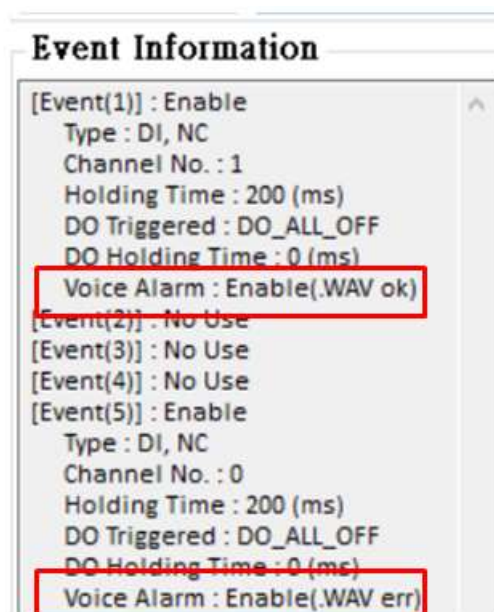 Event Information
[Event(1)] : Enable
Type : DI, NC
Channel No. : 1
Holding Time : 200 (ms)
DO Triggered : DO_ALL_OFF
DO Holding Time : 0 (ms)
Voice Alarm : Enable(.WAV ok)
[Event(2)] : No Use
[Event(3)] : No Use
[Event(4)] : No Use
[Event(5)] : Enable
Type : DI, NC
Channel No. : 0
Holding Time : 200 (ms)
DO Triggered : DO_ALL_OFF
DO Holding Time : 0 (ms)
Voice Alarm : Enable(.WAV err)